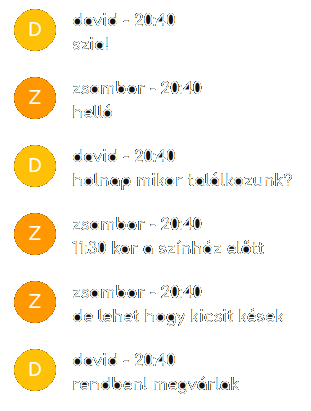 D
david - 20:40
szia!
Z
zsombor - 20:40
helló
D
david - 20:40
holnap mikor találkozunk?
Z
zsombor - 20:40
11:30 kor a színház előtt
Z
zsombor - 20:40
de lehet hogy kicsit kések
D
david - 20:40
rendben! megvárlak